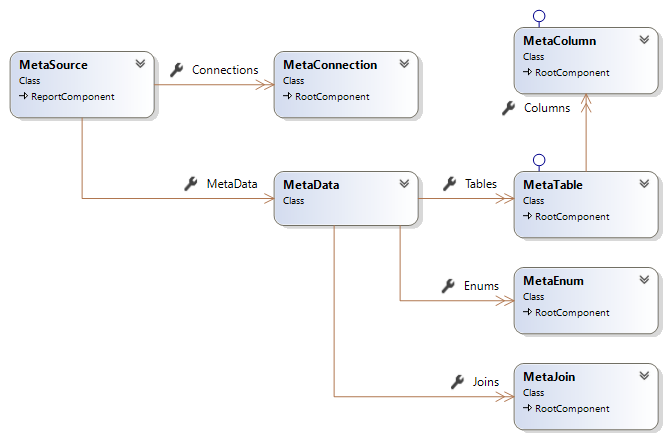 MetaColumn
Class
RootComponent
MetaSource
Class
ReportComponent
Connections
MetaConnection
Class
RootComponent
Columns
MetaData
MetaData
Class
Tables
MetaTable
Class
RootComponent
Enums
MetaEnum
Class
RootComponent
Joins
MetaJoin
Class
RootComponent